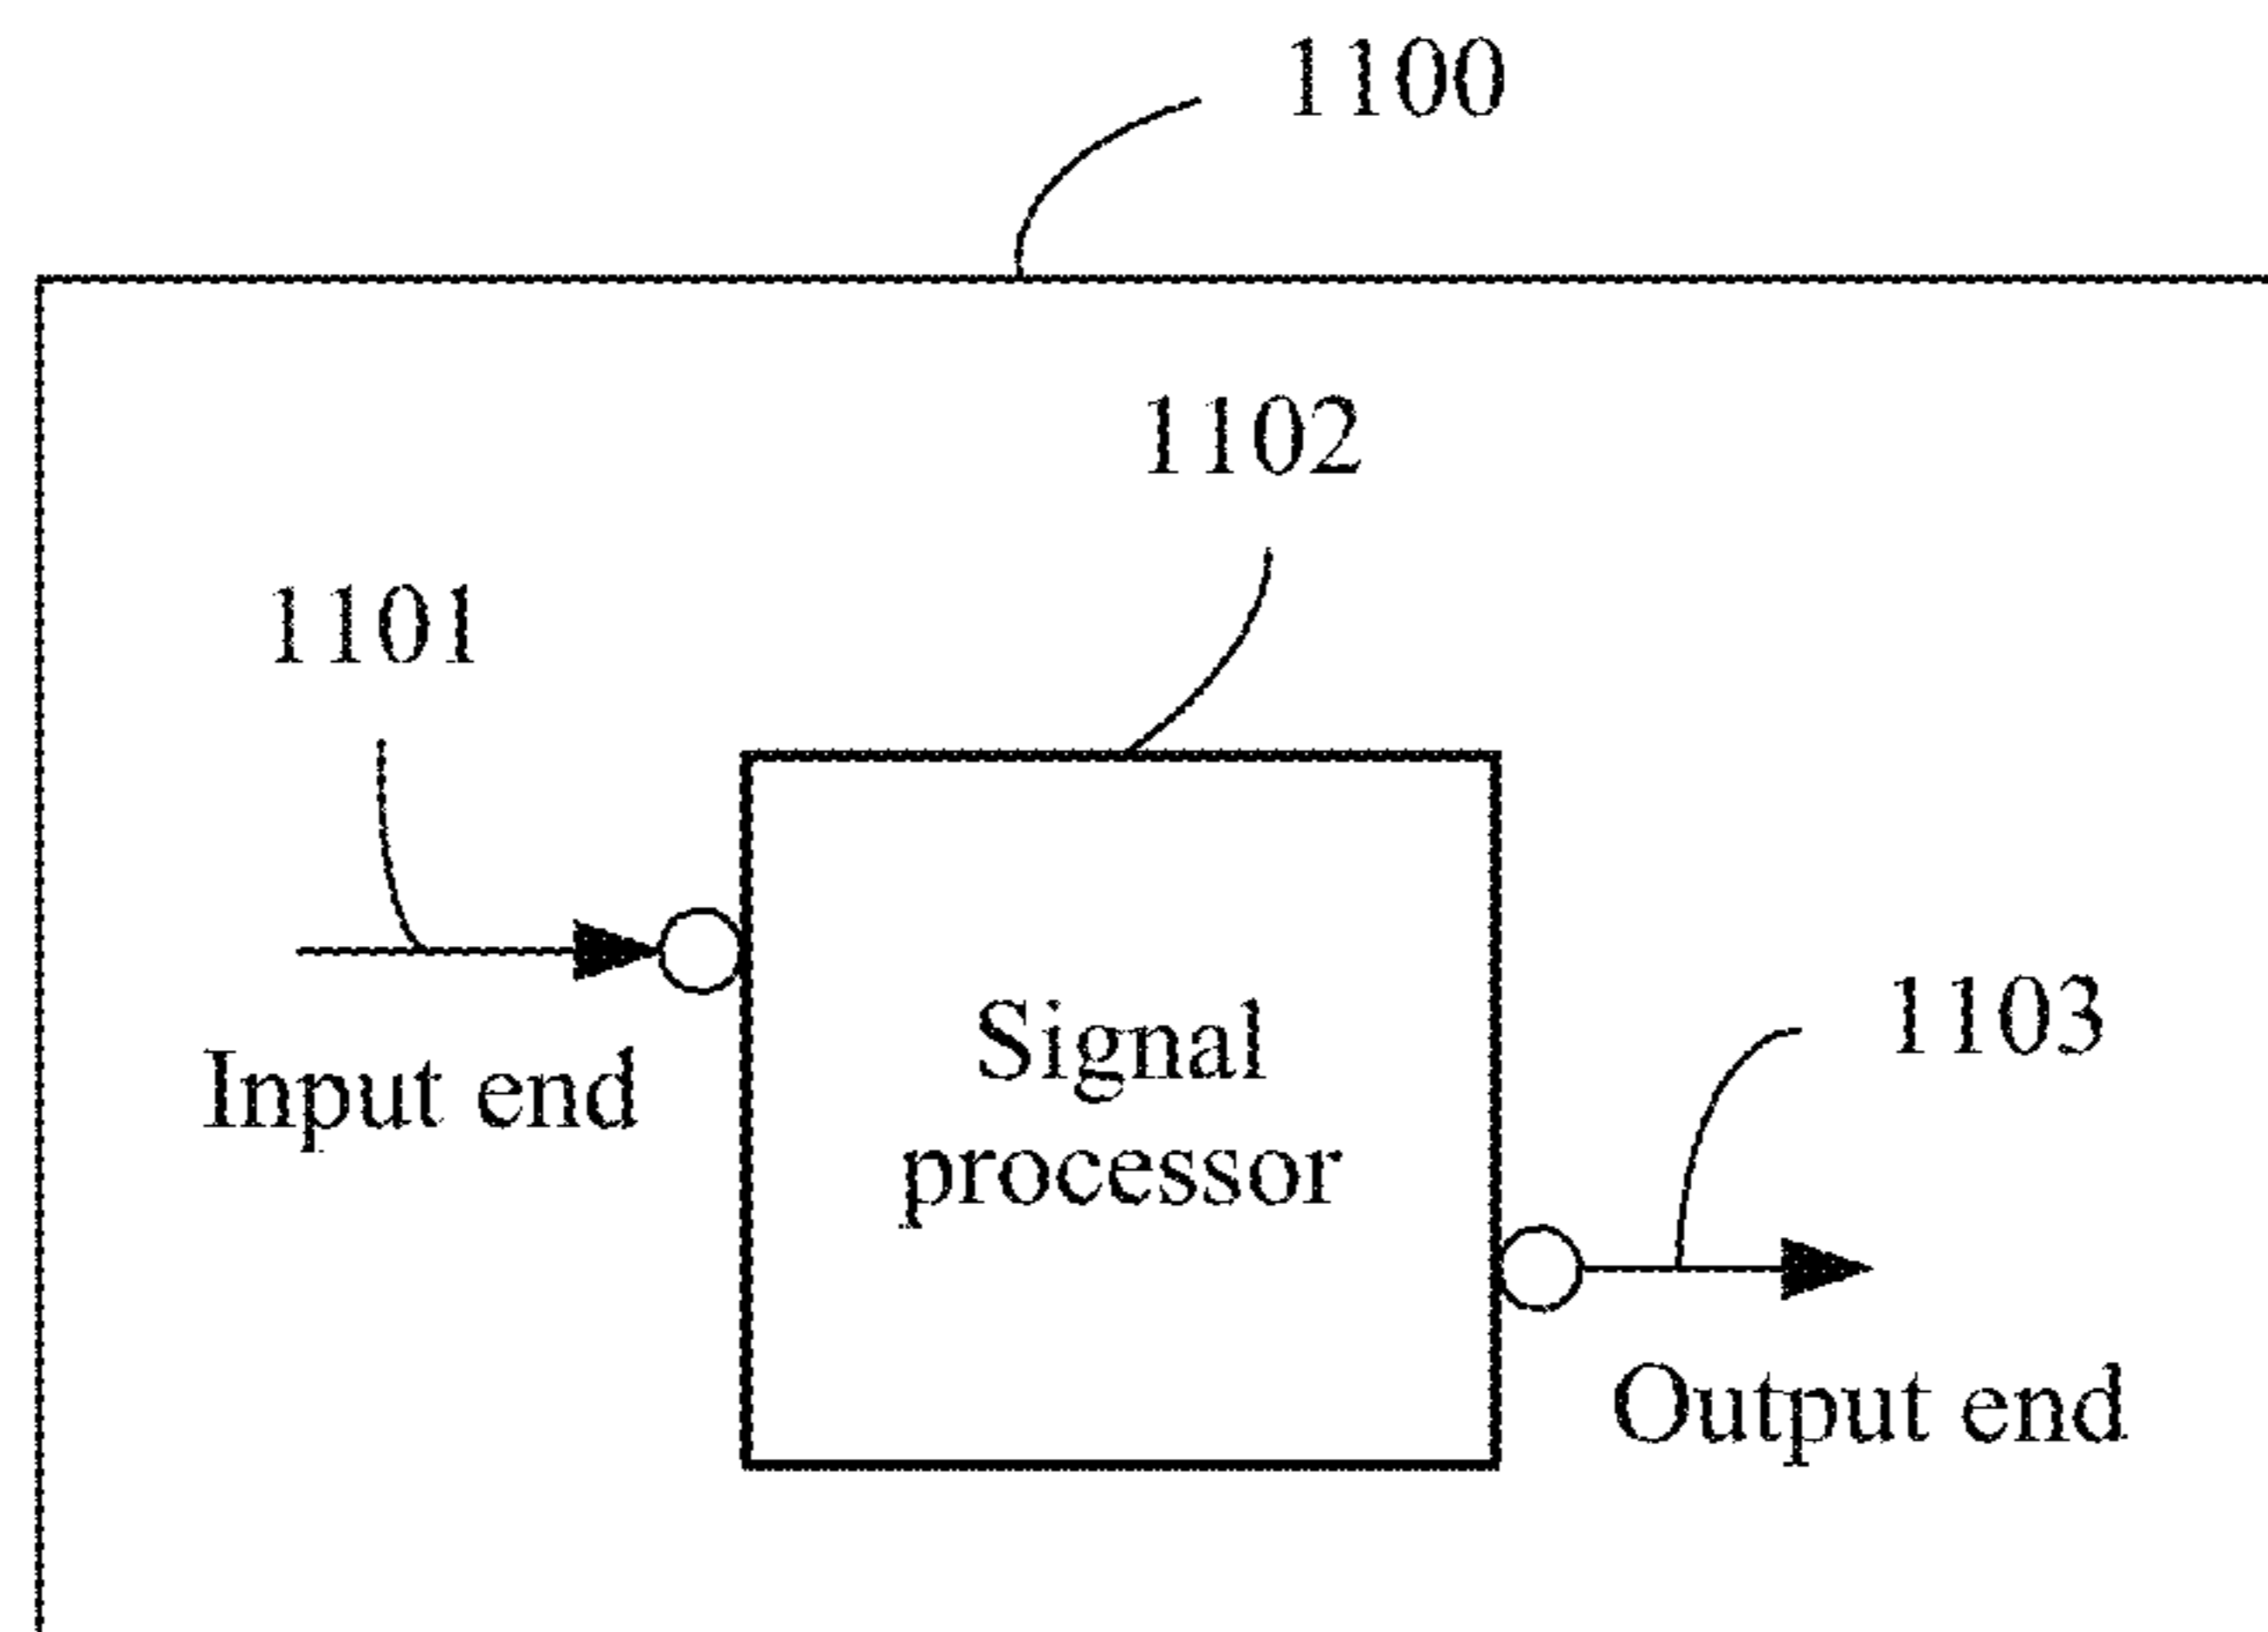 1100
1102
1101
Signal
processor
1103
Input end
Output end